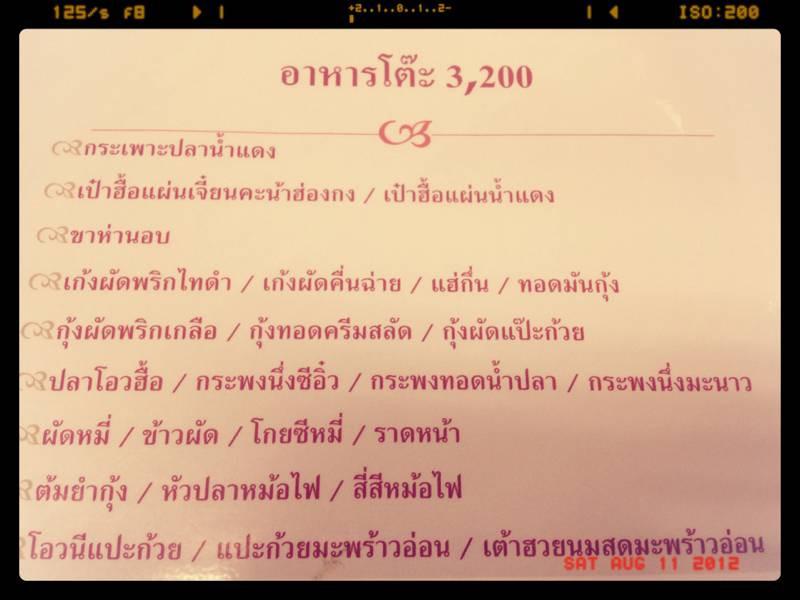 125/s f8
+2..1..0..1..2-
ISO:200
อาหารโต๊ะ 3,200
กระเพาะปลาน้ำแดง
เป๋าฮื้อแผ่นเจี๋ยนคะน้าฮ่องกง / เป๋าฮื้อแผ่นน้ำแดง
ขาห่านอบ
เก้งผัดพริกไทดำ / เก้งผัดคื่นฉ่าย / แฮ่กึ่น / ทอดมันกุ้ง
กุ้งผัดพริกเกลือ / กุ้งทอดครีมสลัด / กุ้งผัดแป๊ะก้วย
ปลาโอวฮื้อ / กระพงนึ่งซีอิ๋ว / กระพงทอดน้ำปลา / กระพงนึ่งมะนาว
ผัดหมี่ / ข้าวผัด / โกยซีหมี่ / ราดหน้า
ต้มยำกุ้ง / หัวปลาหม้อไฟ / สี่สีหม้อไฟ
โอวนีแปะก้วย / แปะก้วยมะพร้าวอ่อน / เต้าฮวยนมสดมะพร้าวอ่อน
SAT AUG 11 2012